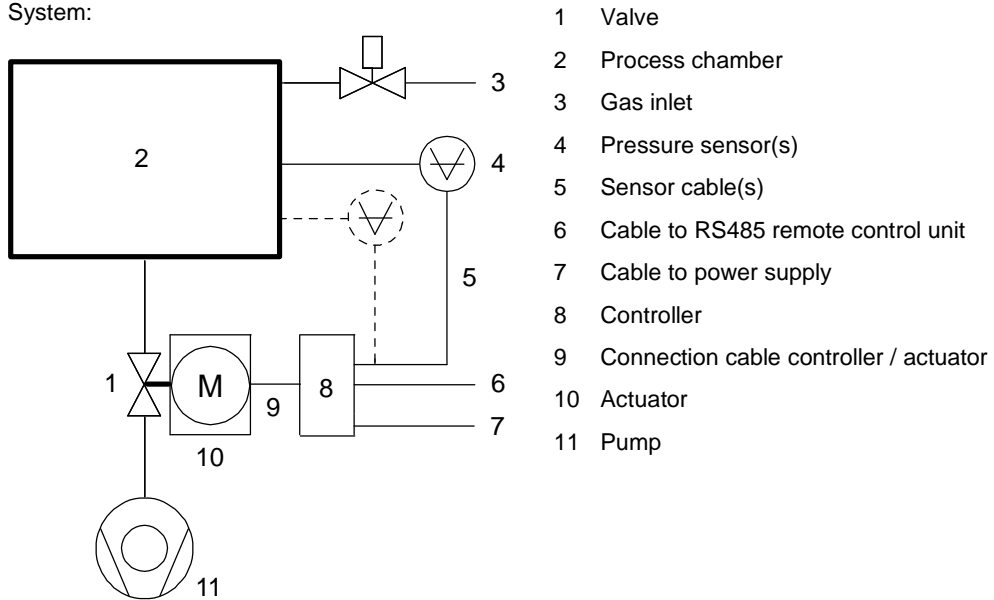 System:
3
2
4
5
1
M
9
8
6
7
10
11
1 Valve
2 Process chamber
3 Gas inlet
4 Pressure sensor(s)
5 Sensor cable(s)
6 Cable to RS485 remote control unit
7 Cable to power supply
8 Controller
9 Connection cable controller / actuator
10 Actuator
11 Pump